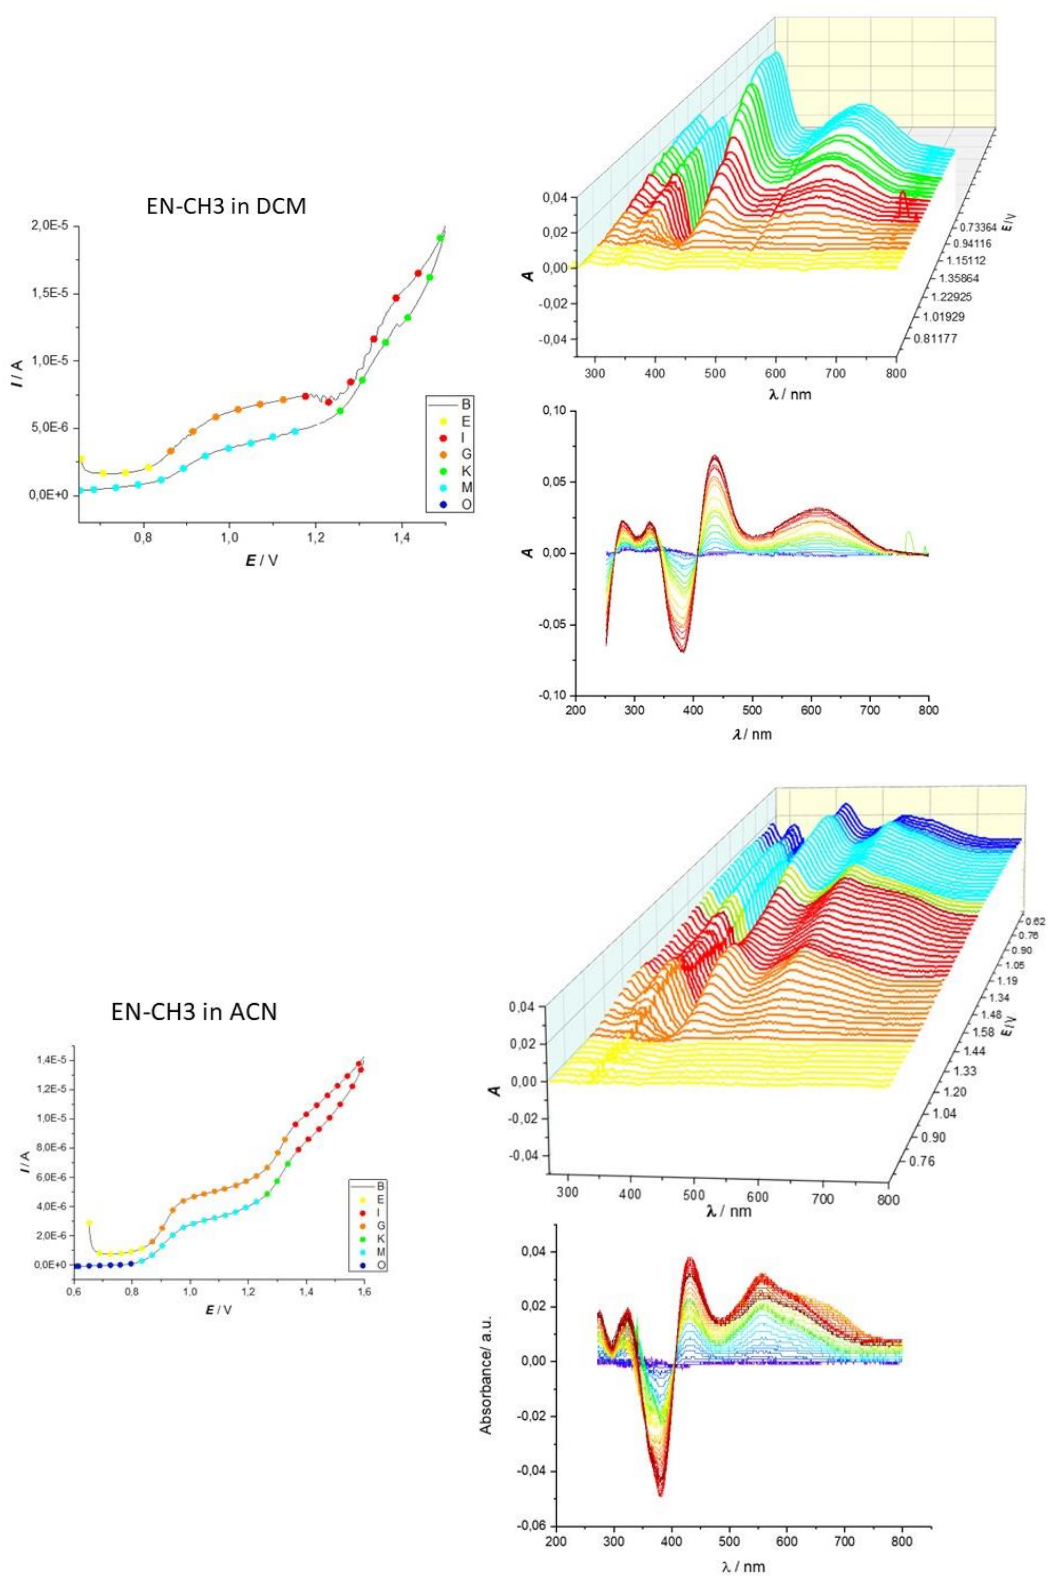 EN-CH3 in DCM
2,0E-5
1,5E-5
1,0E-5
5,0E-6
0,0E+0
I / A
0,8
1,0
1,2
1,4
E / V
B
E
I
G
K
M
O
0,04
0,02
0,00
-0,02
-0,04
A
300
400
500
600
700
800
λ / nm
0.73364
0.94116
1.15112
1.35864
1.22925
1.01929
0.81177
E/V
0,10
0,05
0,00
-0,05
-0,10
A
200
300
400
500
600
700
800
λ / nm
EN-CH3 in ACN
1,4E-5
1,2E-5
1,0E-5
8,0E-6
6,0E-6
4,0E-6
2,0E-6
0,0E+0
I / A
0,6
0,8
1,0
1,2
1,4
1,6
E / V
B
E
I
G
K
M
O
0,04
0,02
0,00
-0.02
-0.04
A
300
400
500
600
700
800
λ / nm
0.62
0.76
0.90
1.05
1.19
1.34
1.48
1.58
1.44
1.33
1.20
1.04
0.90
0.76
E/V
0,04
0,02
0,00
-0,02
-0,04
-0,06
Absorbance/ a.u.
200
300
400
500
600
700
800
λ / nm